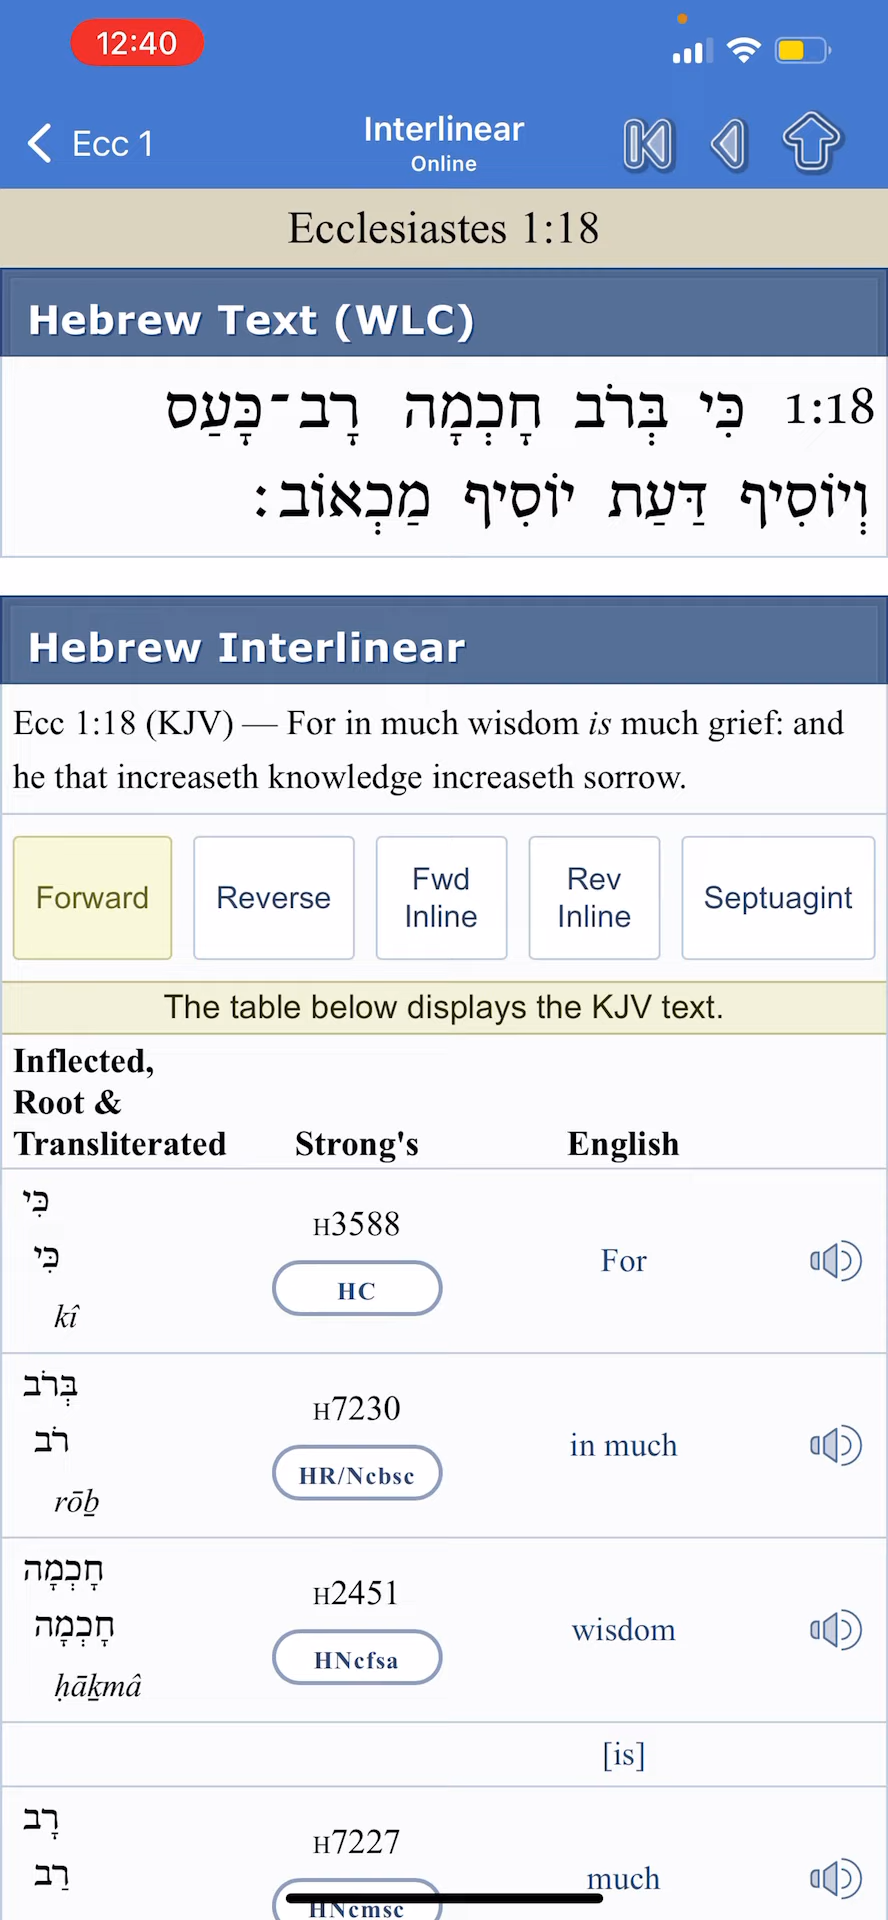 12:40
Ecc 1
Interlinear
Online
Ecclesiastes 1:18
Hebrew Text (WLC)
1:18 כִּי בְּרֹב חָכְמָה רָב־כָּעַס
וְיוֹסִיף דַּעַת יוֹסִיף מַכְאוֹב׃
Hebrew Interlinear
Ecc 1:18 (KJV) — For in much wisdom is much grief: and
he that increaseth knowledge increaseth sorrow.
Forward
Reverse
Fwd
Inline
Rev
Inline
Septuagint
The table below displays the KJV text.
Inflected,
Root &
Transliterated Strong's English
כִּי
H3588
כִּי
For
HC
kî
בְּרֹב
H7230
רֹב
in much
HR/Ncbsc
rōḇ
חָכְמָה
H2451
חָכְמָה
wisdom
HNcfsa
ḥāḵmâ
[is]
רָב
H7227
רַב
much
HNcmsc